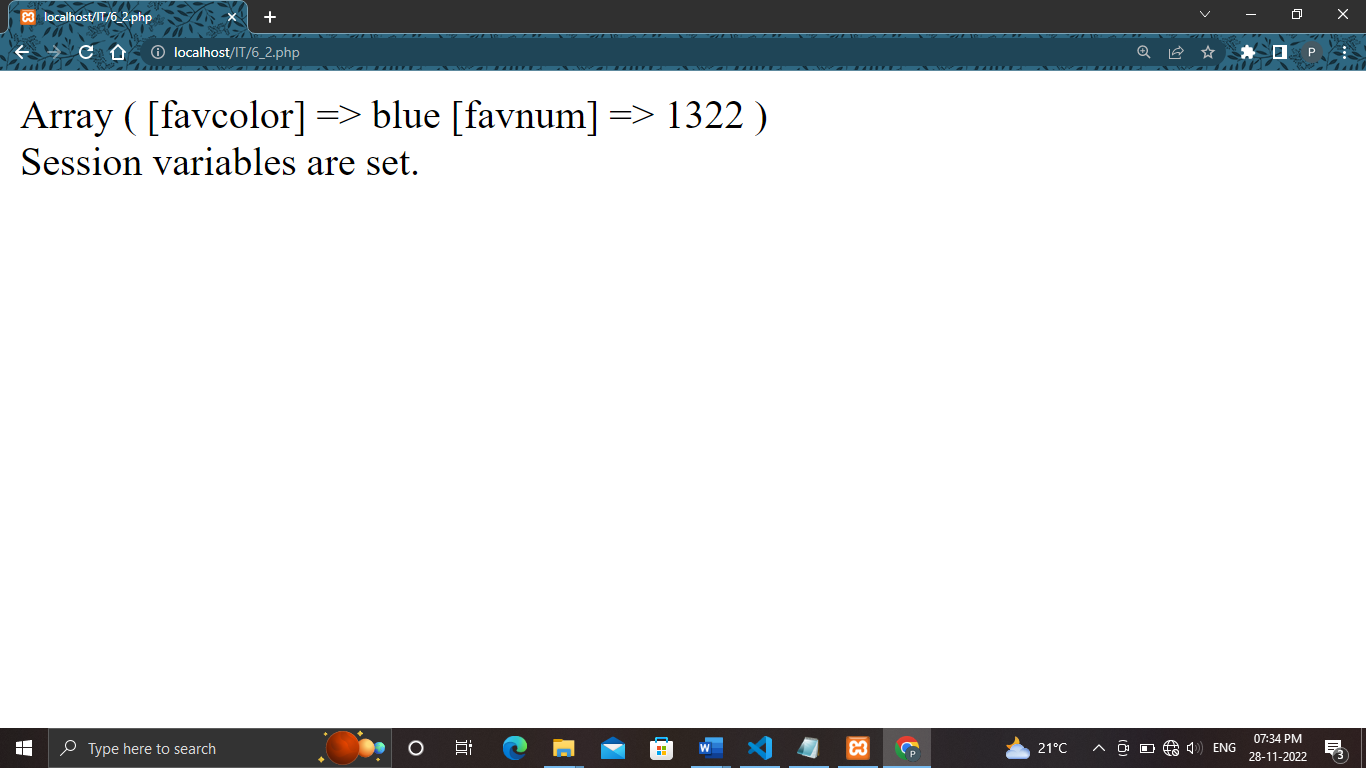 localhost/IT/6_2.php
localhost/IT/6_2.php
P
Array ( [favcolor] => blue [favnum] => 1322 )
Session variables are set.
Type here to search
21°C
ENG
07:34 PM
28-11-2022
3